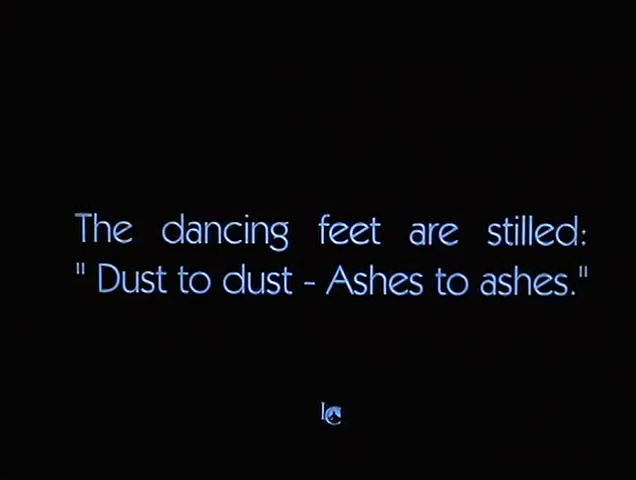 The dancing feet are stilled:
" Dust to dust - Ashes to ashes."